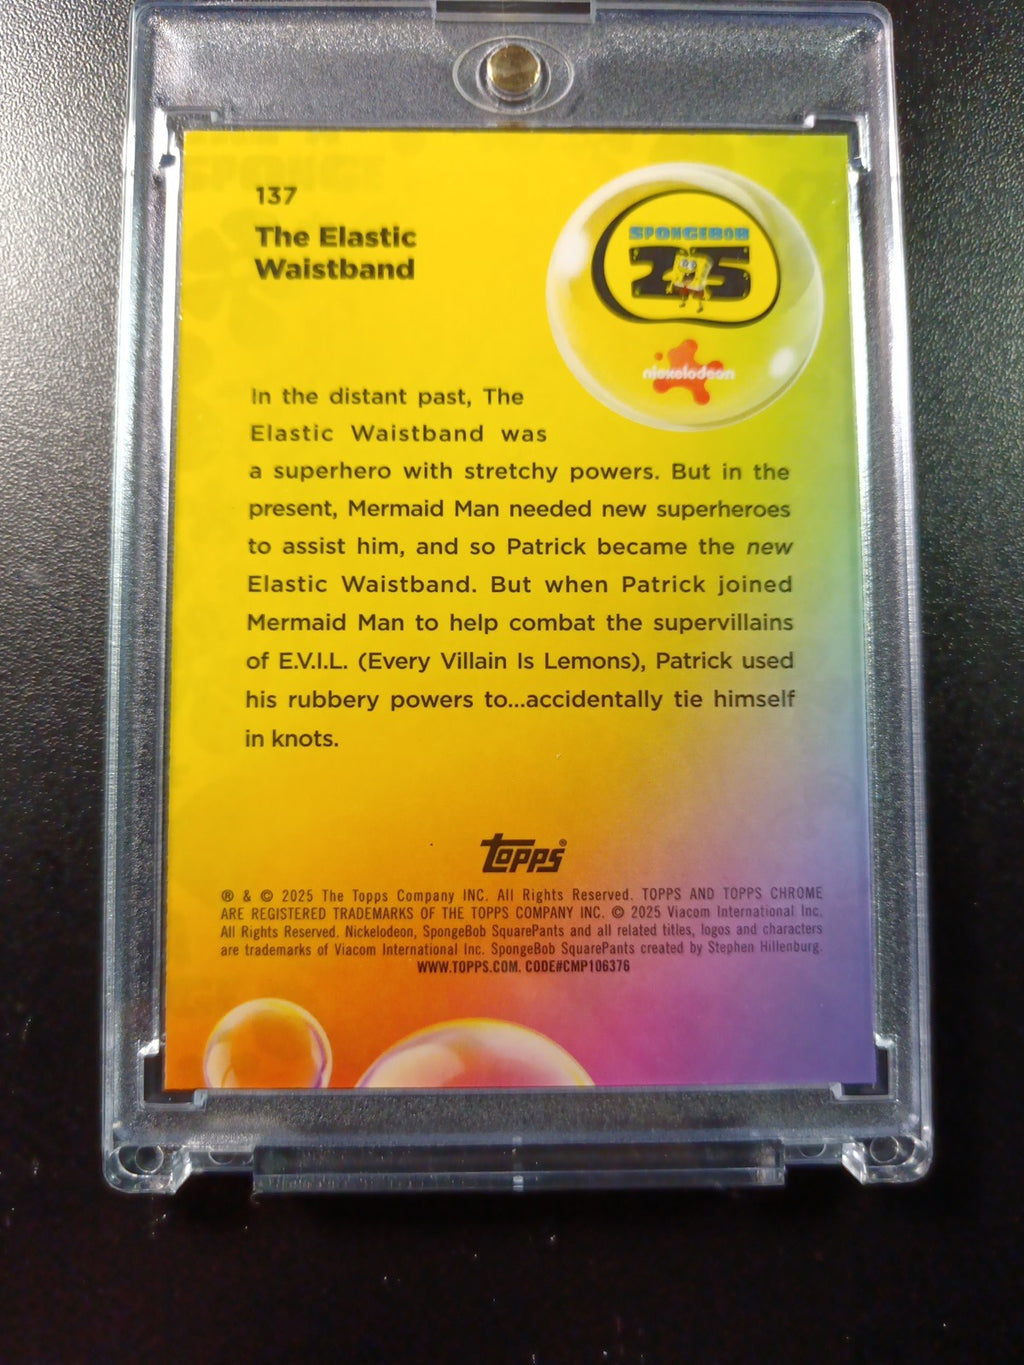 137
The Elastic
Waistband
SPONGEBOB
25
nickelodeon
In the distant past, The
Elastic Waistband was
a superhero with stretchy powers. But in the
present, Mermaid Man needed new superheroes
to assist him, and so Patrick became the new
Elastic Waistband. But when Patrick joined
Mermaid Man to help combat the supervillains
of E.V.I.L. (Every Villain Is Lemons), Patrick used
his rubbery powers to...accidentally tie himself
in knots.
topps®
® & © 2025 The Topps Company INC. All Rights Reserved. TOPPS AND TOPPS CHROME
ARE REGISTERED TRADEMARKS OF THE TOPPS COMPANY INC. © 2025 Viacom International Inc.
All Rights Reserved. Nickelodeon, SpongeBob SquarePants and all related titles, logos and characters
are trademarks of Viacom International Inc. SpongeBob SquarePants created by Stephen Hillenburg.
WWW.TOPPS.COM. CODE#CMP106376